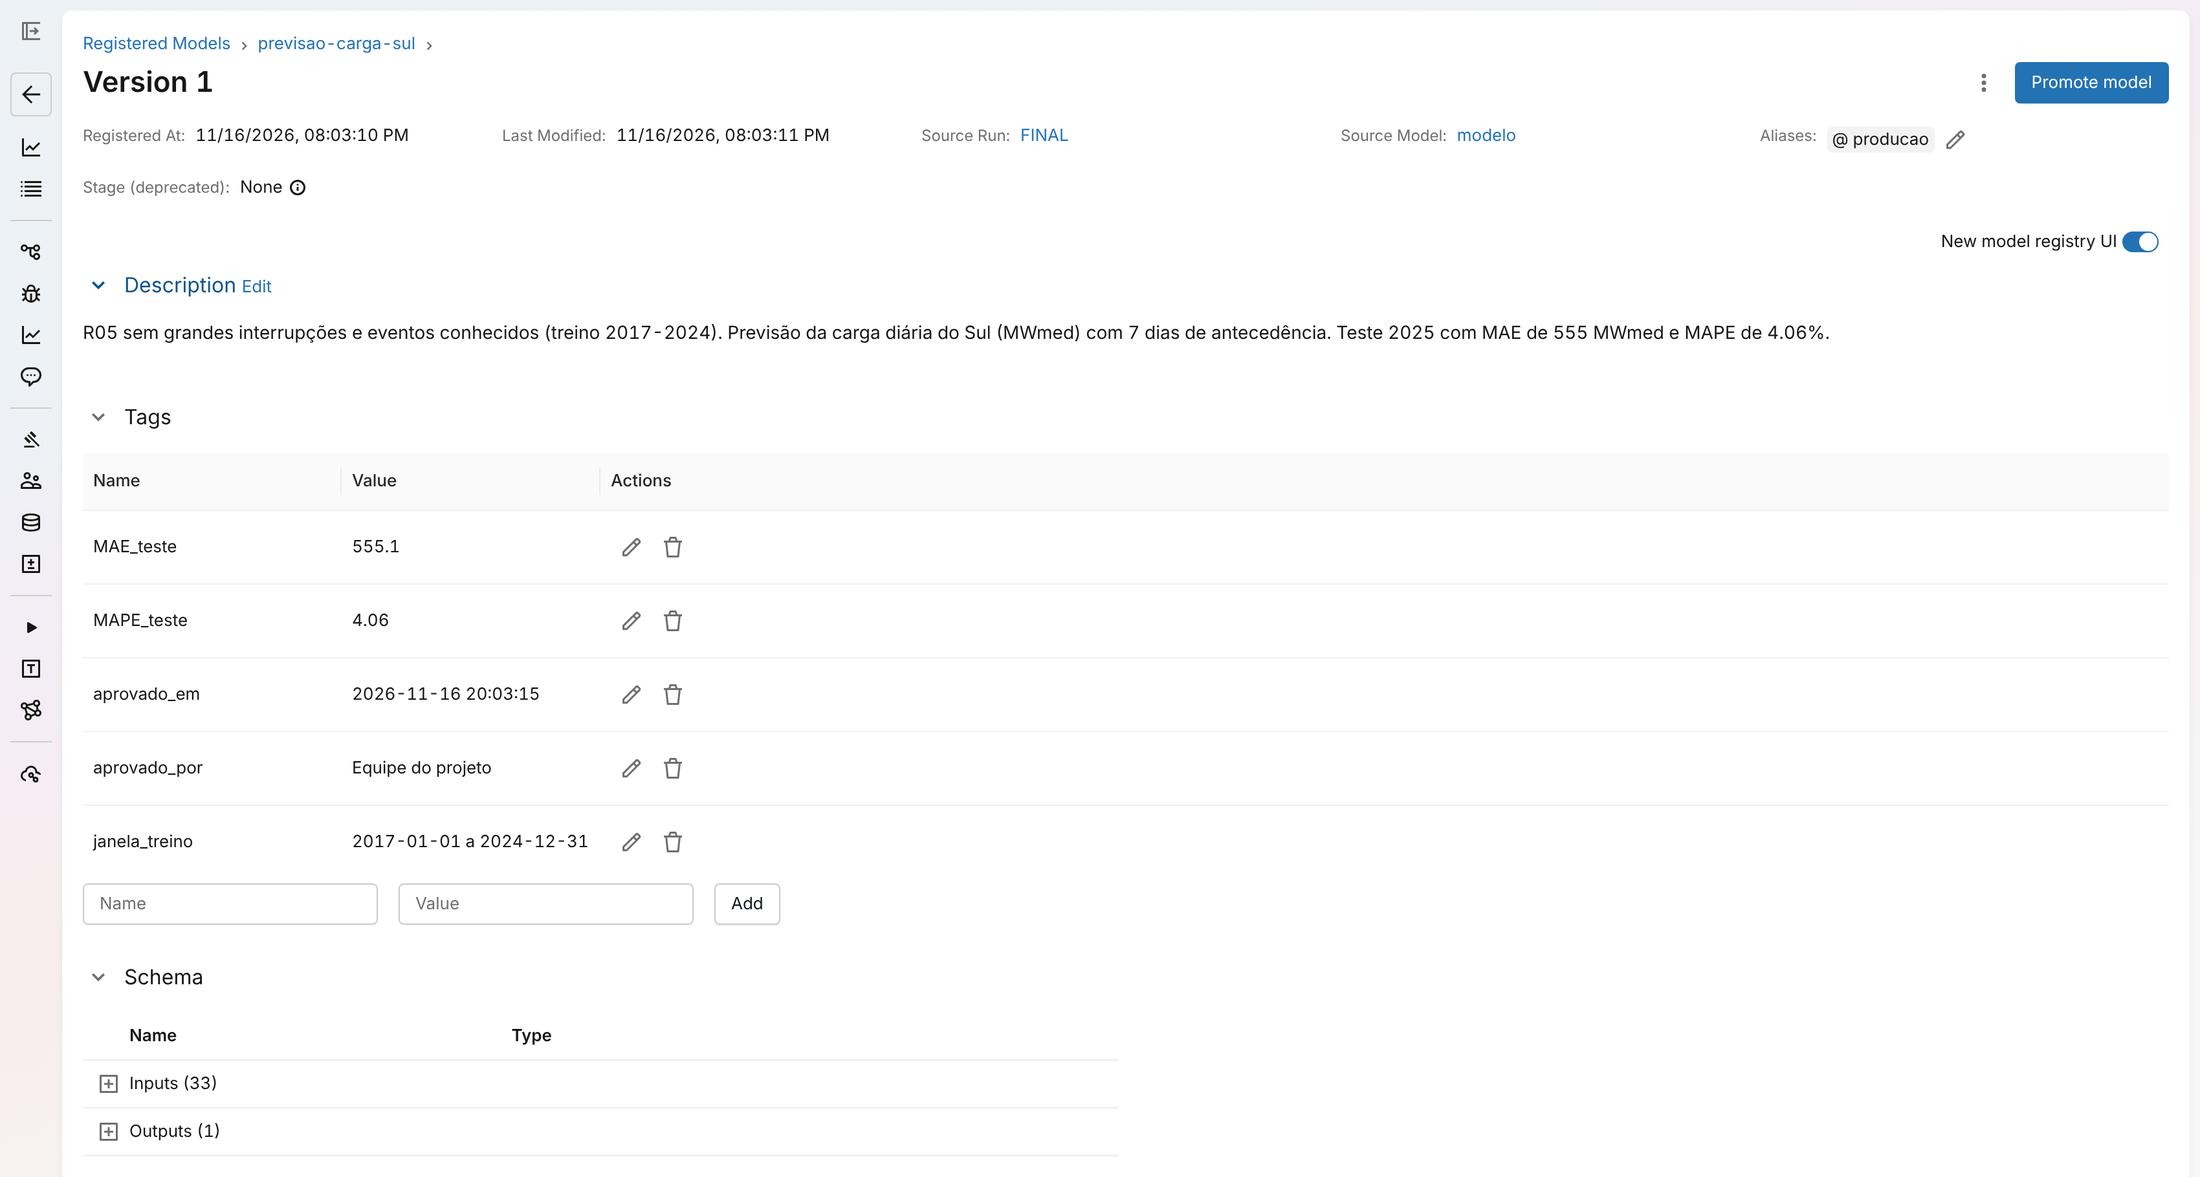 Registered Models › previsao-carga-sul ›
Version 1
Promote model
Registered At: 11/16/2026, 08:03:10 PM
Last Modified: 11/16/2026, 08:03:11 PM
Source Run: FINAL
Source Model: modelo
Aliases: @ producao
Stage (deprecated): None
New model registry UI
Description Edit
R05 sem grandes interrupções e eventos conhecidos (treino 2017-2024). Previsão da carga diária do Sul (MWmed) com 7 dias de antecedência. Teste 2025 com MAE de 555 MWmed e MAPE de 4.06%.
Tags
Name Value Actions
MAE_teste 555.1
MAPE_teste 4.06
aprovado_em 2026-11-16 20:03:15
aprovado_por Equipe do projeto
janela_treino 2017-01-01 a 2024-12-31
Name Value Add
Schema
Name Type
Inputs (33)
Outputs (1)